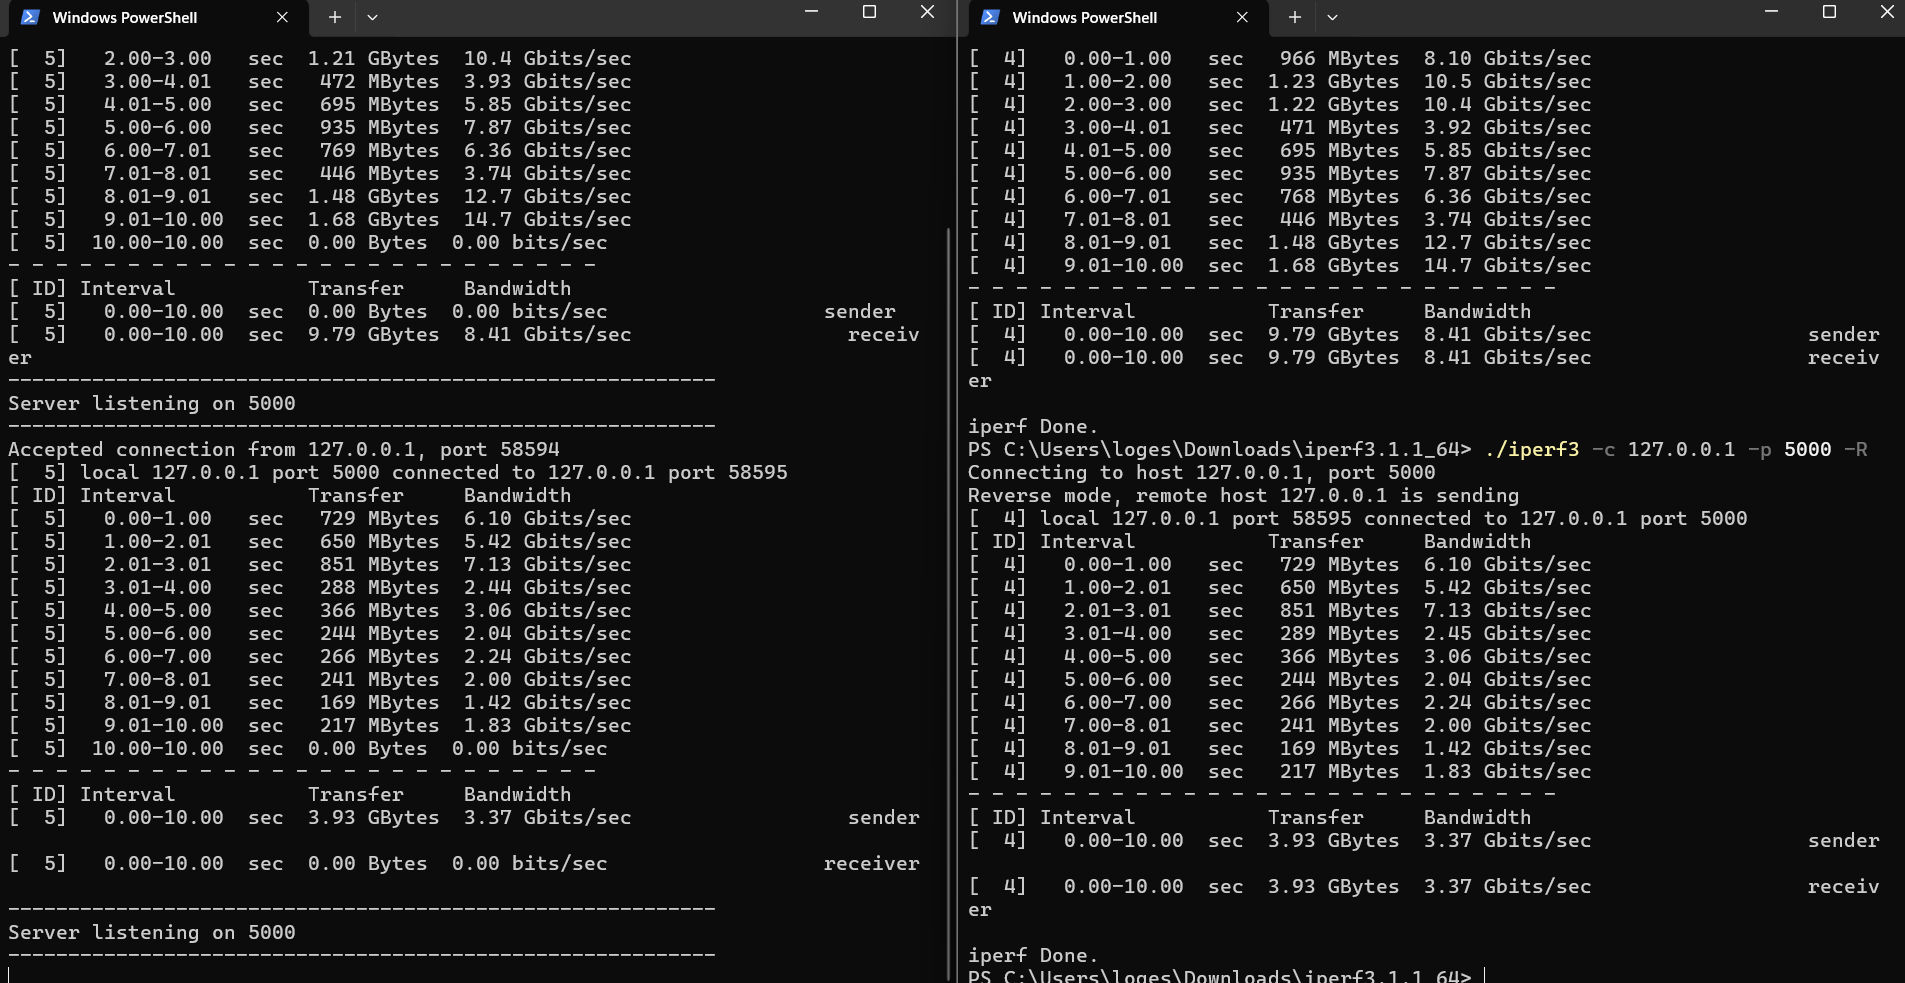 Windows PowerShell
[  5]   2.00-3.00   sec  1.21 GBytes  10.4 Gbits/sec
[  5]   3.00-4.01   sec   472 MBytes  3.93 Gbits/sec
[  5]   4.01-5.00   sec   695 MBytes  5.85 Gbits/sec
[  5]   5.00-6.00   sec   935 MBytes  7.87 Gbits/sec
[  5]   6.00-7.01   sec   769 MBytes  6.36 Gbits/sec
[  5]   7.01-8.01   sec   446 MBytes  3.74 Gbits/sec
[  5]   8.01-9.01   sec  1.48 GBytes  12.7 Gbits/sec
[  5]   9.01-10.00  sec  1.68 GBytes  14.7 Gbits/sec
[  5]  10.00-10.00  sec  0.00 Bytes  0.00 bits/sec
- - - - - - - - - - - - - - - - - - - - - - - - -
[ ID] Interval           Transfer     Bandwidth
[  5]   0.00-10.00  sec  0.00 Bytes  0.00 bits/sec                  sender
[  5]   0.00-10.00  sec  9.79 GBytes  8.41 Gbits/sec                  receiv
er
-----------------------------------------------------------
Server listening on 5000
-----------------------------------------------------------
Accepted connection from 127.0.0.1, port 58594
[  5] local 127.0.0.1 port 5000 connected to 127.0.0.1 port 58595
[ ID] Interval           Transfer     Bandwidth
[  5]   0.00-1.00   sec   729 MBytes  6.10 Gbits/sec
[  5]   1.00-2.01   sec   650 MBytes  5.42 Gbits/sec
[  5]   2.01-3.01   sec   851 MBytes  7.13 Gbits/sec
[  5]   3.01-4.00   sec   288 MBytes  2.44 Gbits/sec
[  5]   4.00-5.00   sec   366 MBytes  3.06 Gbits/sec
[  5]   5.00-6.00   sec   244 MBytes  2.04 Gbits/sec
[  5]   6.00-7.00   sec   266 MBytes  2.24 Gbits/sec
[  5]   7.00-8.01   sec   241 MBytes  2.00 Gbits/sec
[  5]   8.01-9.01   sec   169 MBytes  1.42 Gbits/sec
[  5]   9.01-10.00  sec   217 MBytes  1.83 Gbits/sec
[  5]  10.00-10.00  sec  0.00 Bytes  0.00 bits/sec
- - - - - - - - - - - - - - - - - - - - - - - - -
[ ID] Interval           Transfer     Bandwidth
[  5]   0.00-10.00  sec  3.93 GBytes  3.37 Gbits/sec                  sender
[  5]   0.00-10.00  sec  0.00 Bytes  0.00 bits/sec                  receiver
-----------------------------------------------------------
Server listening on 5000
-----------------------------------------------------------
Windows PowerShell
[  4]   0.00-1.00   sec   966 MBytes  8.10 Gbits/sec
[  4]   1.00-2.00   sec  1.23 GBytes  10.5 Gbits/sec
[  4]   2.00-3.00   sec  1.22 GBytes  10.4 Gbits/sec
[  4]   3.00-4.01   sec   471 MBytes  3.92 Gbits/sec
[  4]   4.01-5.00   sec   695 MBytes  5.85 Gbits/sec
[  4]   5.00-6.00   sec   935 MBytes  7.87 Gbits/sec
[  4]   6.00-7.01   sec   768 MBytes  6.36 Gbits/sec
[  4]   7.01-8.01   sec   446 MBytes  3.74 Gbits/sec
[  4]   8.01-9.01   sec  1.48 GBytes  12.7 Gbits/sec
[  4]   9.01-10.00  sec  1.68 GBytes  14.7 Gbits/sec
- - - - - - - - - - - - - - - - - - - - - - - - -
[ ID] Interval           Transfer     Bandwidth
[  4]   0.00-10.00  sec  9.79 GBytes  8.41 Gbits/sec                  sender
[  4]   0.00-10.00  sec  9.79 GBytes  8.41 Gbits/sec                  receiv
er
iperf Done.
PS C:\Users\loges\Downloads\iperf3.1.1_64> ./iperf3 -c 127.0.0.1 -p 5000 -R
Connecting to host 127.0.0.1, port 5000
Reverse mode, remote host 127.0.0.1 is sending
[  4] local 127.0.0.1 port 58595 connected to 127.0.0.1 port 5000
[ ID] Interval           Transfer     Bandwidth
[  4]   0.00-1.00   sec   729 MBytes  6.10 Gbits/sec
[  4]   1.00-2.01   sec   650 MBytes  5.42 Gbits/sec
[  4]   2.01-3.01   sec   851 MBytes  7.13 Gbits/sec
[  4]   3.01-4.00   sec   289 MBytes  2.45 Gbits/sec
[  4]   4.00-5.00   sec   366 MBytes  3.06 Gbits/sec
[  4]   5.00-6.00   sec   244 MBytes  2.04 Gbits/sec
[  4]   6.00-7.00   sec   266 MBytes  2.24 Gbits/sec
[  4]   7.00-8.01   sec   241 MBytes  2.00 Gbits/sec
[  4]   8.01-9.01   sec   169 MBytes  1.42 Gbits/sec
[  4]   9.01-10.00  sec   217 MBytes  1.83 Gbits/sec
- - - - - - - - - - - - - - - - - - - - - - - - -
[ ID] Interval           Transfer     Bandwidth
[  4]   0.00-10.00  sec  3.93 GBytes  3.37 Gbits/sec                  sender
[  4]   0.00-10.00  sec  3.93 GBytes  3.37 Gbits/sec                  receiv
er
iperf Done.
PS C:\Users\loges\Downloads\iperf3.1.1_64>